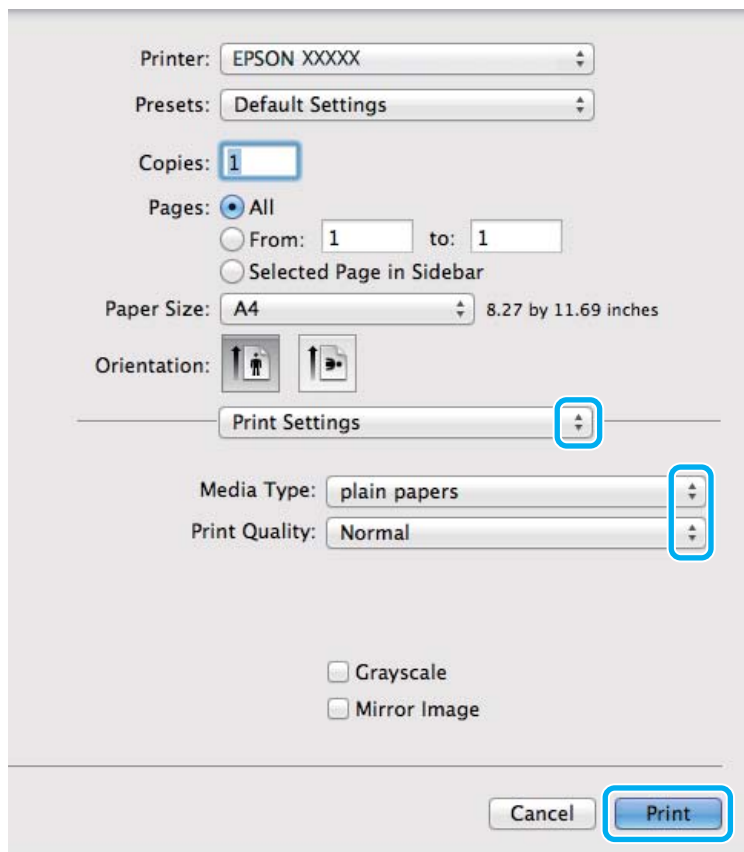 Printer: EPSON XXXXX
Presets: Default Settings
Copies: 1
Pages: All
From: 1 to: 1
Selected Page in Sidebar
Paper Size: A4 8.27 by 11.69 inches
Orientation:
Print Settings
Media Type: plain papers
Print Quality: Normal
Grayscale
Mirror Image
Cancel Print